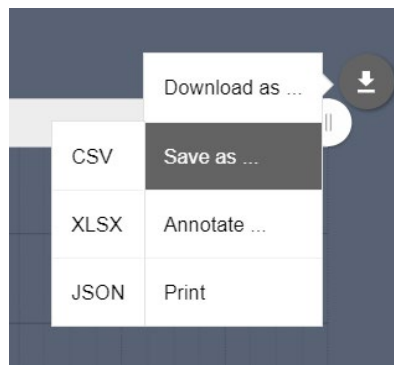 Download as ...
CSV Save as ...
XLSX Annotate ...
JSON Print